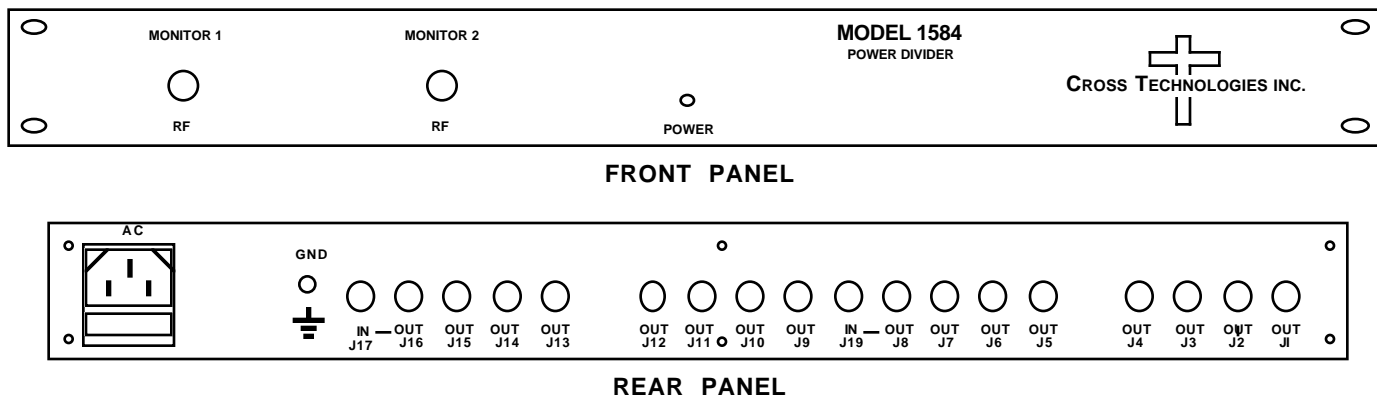 MONITOR 1 MONITOR 2 MODEL 1584
POWER DIVIDER
CROSS TECHNOLOGIES INC.
RF RF POWER
FRONT PANEL
AC
GND
IN — OUT OUT OUT OUT OUT OUT OUT OUT IN — OUT OUT OUT OUT OUT OUT OUT OUT
J17 J16 J15 J14 J13 J12 J11 J10 J9 J19 J8 J7 J6 J5 J4 J3 J2 J1
REAR PANEL